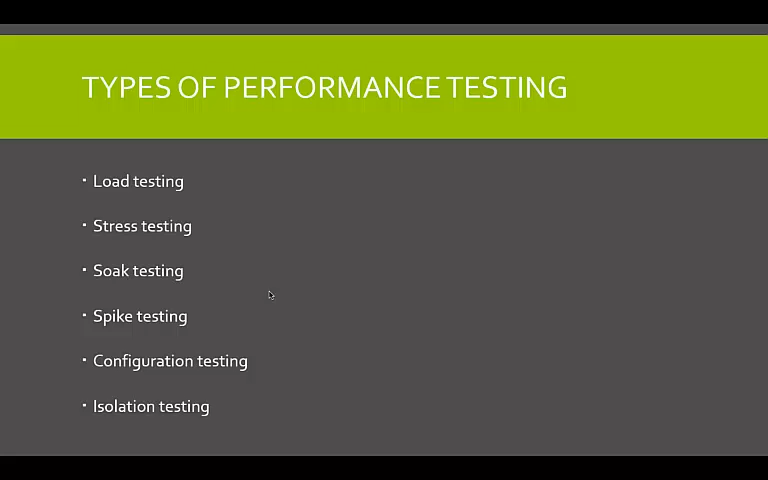 TYPES OF PERFORMANCE TESTING
• Load testing
• Stress testing
• Soak testing
• Spike testing
• Configuration testing
• Isolation testing